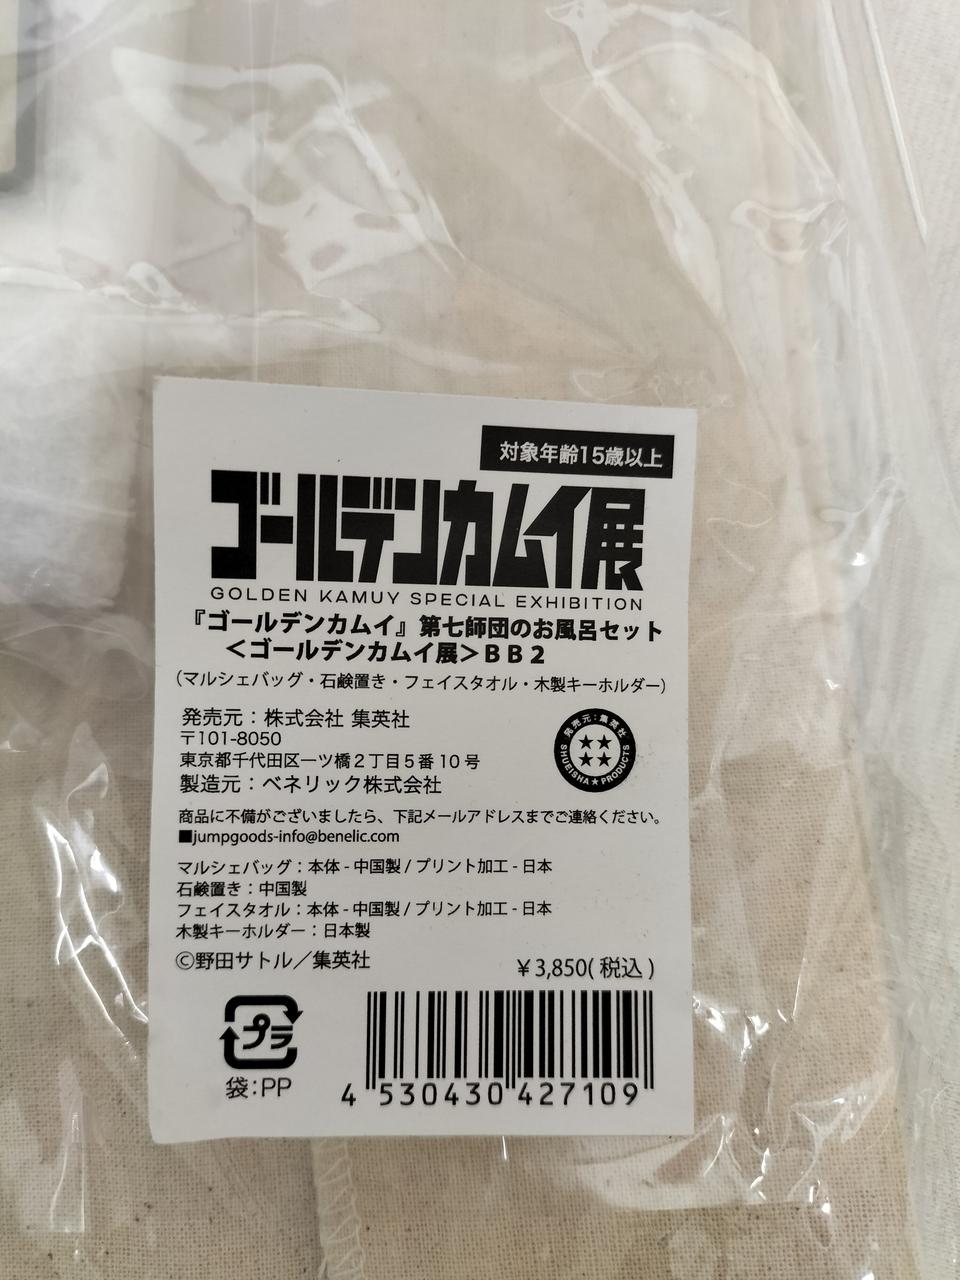 対象年齢15歳以上
ゴールデンカムイ展
GOLDEN KAMUY SPECIAL EXHIBITION
『ゴールデンカムイ』第七師団のお風呂セット
＜ゴールデンカムイ展＞ＢＢ２
（マルシェバッグ・石鹸置き・フェイスタオル・木製キーホルダー）
発売元：株式会社 集英社
〒101-8050
東京都千代田区一ツ橋２丁目５番 10 号
製造元：ベネリック株式会社
発売元：集英社
SHUEISHA★PRODUCTS
商品に不備がございましたら、下記メールアドレスまでご連絡ください。
■jumpgoods-info@benelic.com
マルシェバッグ：本体 - 中国製 / プリント加工 - 日本
石鹸置き：中国製
フェイスタオル：本体 - 中国製 / プリント加工 - 日本
木製キーホルダー：日本製
©野田サトル／集英社
￥3,850( 税込 )
プラ
袋：PP
4 530430 427109